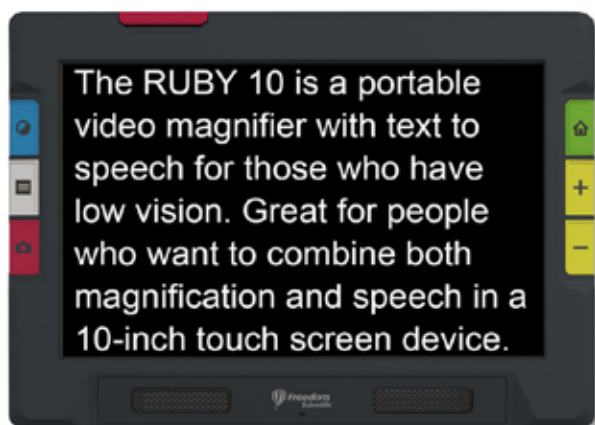 The RUBY 10 is a portable
video magnifier with text to
speech for those who have
low vision. Great for people
who want to combine both
magnification and speech in a
10-inch touch screen device.
+
−
Freedom
Scientific